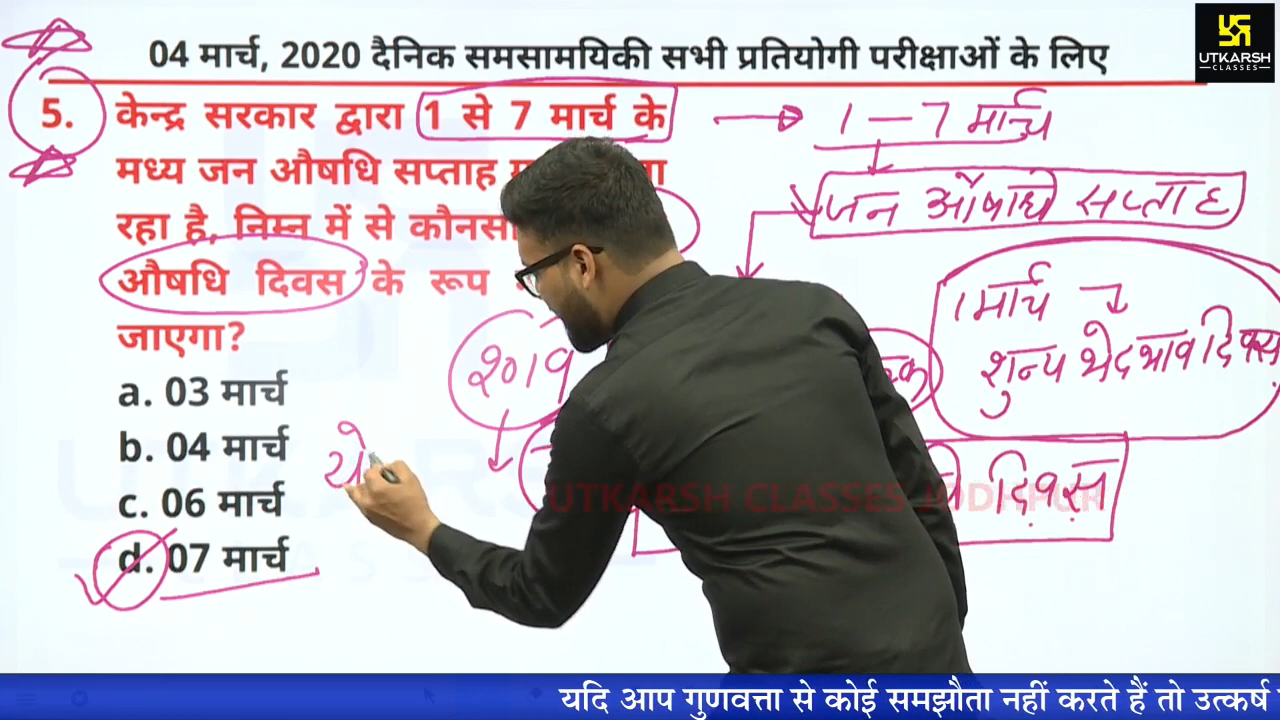 UTKARSH
CLASSES
04 मार्च, 2020 दैनिक समसामयिकी सभी प्रतियोगी परीक्षाओं के लिए
5. केन्द्र सरकार द्वारा 1 से 7 मार्च के
मध्य जन औषधि सप्ताह
रहा है, निम्न में से
औषधि दिवस के रूप
जाएगा?
a. 03 मार्च
b. 04 मार्च
c. 06 मार्च
d. 07 मार्च
1 – 7 मार्च
जन औषधि सप्ताह
1 मार्च
शुन्य भेदभाव दिवस
2019
दिवस
UTKARSH CLASSES JODHPUR
यदि आप गुणवत्ता से कोई समझौता नहीं करते हैं तो उत्कर्ष